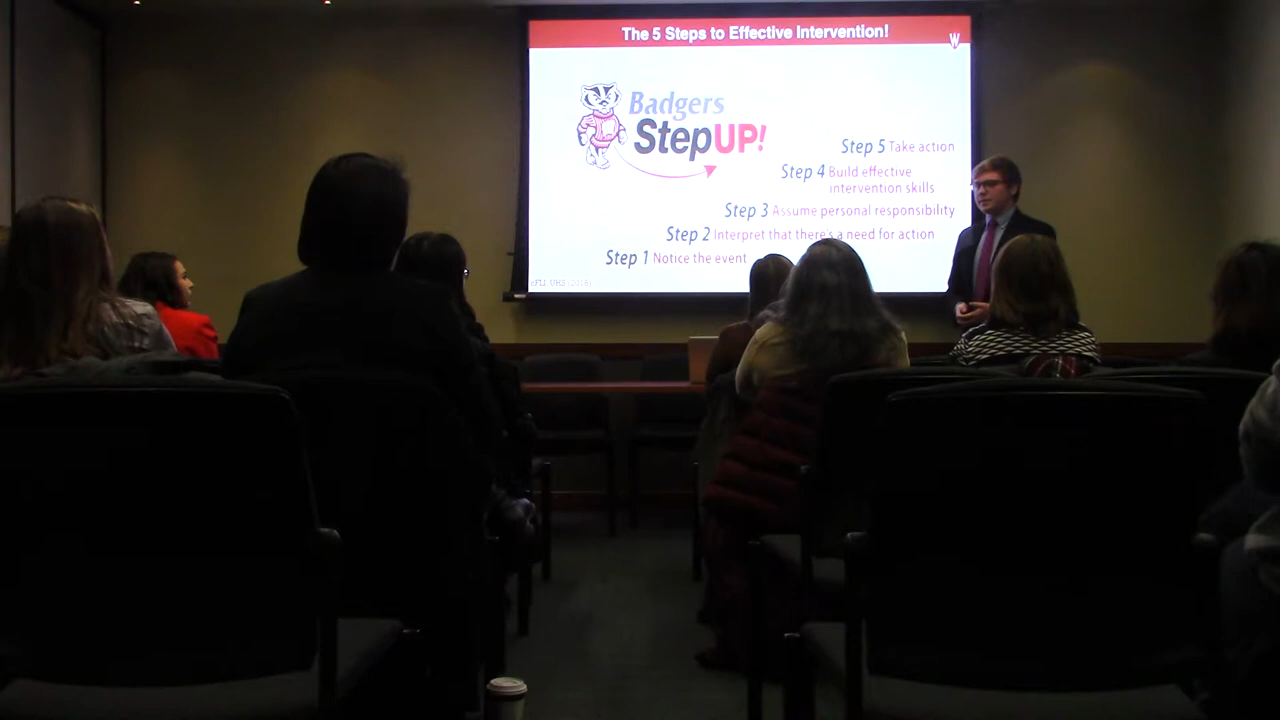 The 5 Steps to Effective Intervention!
W
Badgers
StepUP!
Step 5 Take action
Step 4 Build effective
intervention skills
Step 3 Assume personal responsibility
Step 2 Interpret that there's a need for action
Step 1 Notice the event